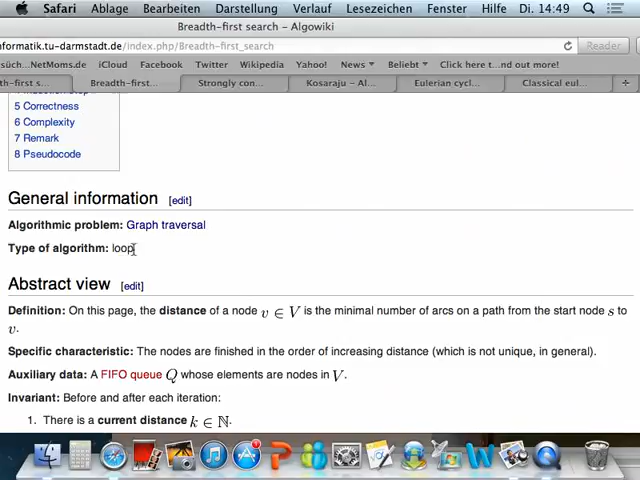 Safari Ablage Bearbeiten Darstellung Verlauf Fenster Hilfe Di. 14:49
Breadth-first search – Algowiki
nformatik.tu-darmstadt.de/index.php/Breadth-first_search Reader
NetMoms.de iCloud Facebook Twitter Wikipedia Yahoo! News Beliebt Click here t...nd out more!
th-first s... Breadth-first... Strongly con... Kosaraju – Al... Eulerian cycl... Classical eul...
5 Correctness
6 Complexity
7 Remark
8 Pseudocode
General information [edit]
Algorithmic problem: Graph traversal
Type of algorithm: loop
Abstract view [edit]
Definition: On this page, the distance of a node v ∈ V is the minimal number of arcs on a path from the start node s to
v.
Specific characteristic: The nodes are finished in the order of increasing distance (which is not unique, in general).
Auxiliary data: A FIFO queue Q whose elements are nodes in V.
Invariant: Before and after each iteration:
1. There is a current distance k ∈ ℕ.